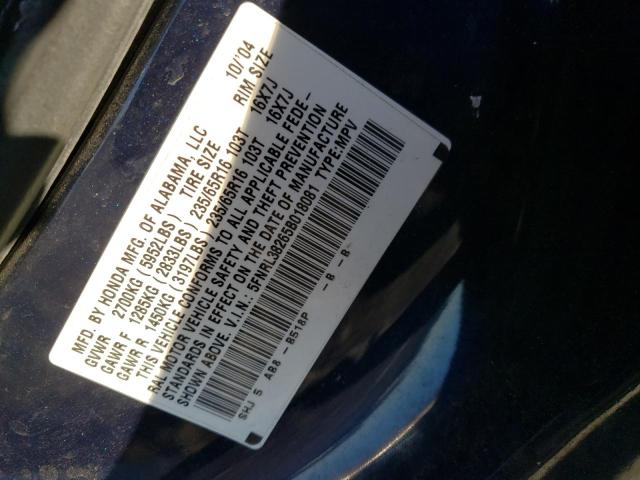 MFD. BY HONDA MFG. OF ALABAMA, LLC 10/'04
GVWR 2700KG (5952LBS) TIRE SIZE RIM SIZE
GAWR F 1285KG (2833LBS) 235/65R16 103T 16X7J
GAWR R 1450KG (3197LBS) 235/65R16 103T 16X7J
THIS VEHICLE CONFORMS TO ALL APPLICABLE FEDE-
RAL MOTOR VEHICLE SAFETY AND THEFT PREVENTION
STANDARDS IN EFFECT ON THE DATE OF MANUFACTURE
SHOWN ABOVE. V.I.N.: 5FNRL38265B018081 TYPE:MPV
SHJ 5 AB8 - B518P - B - B-